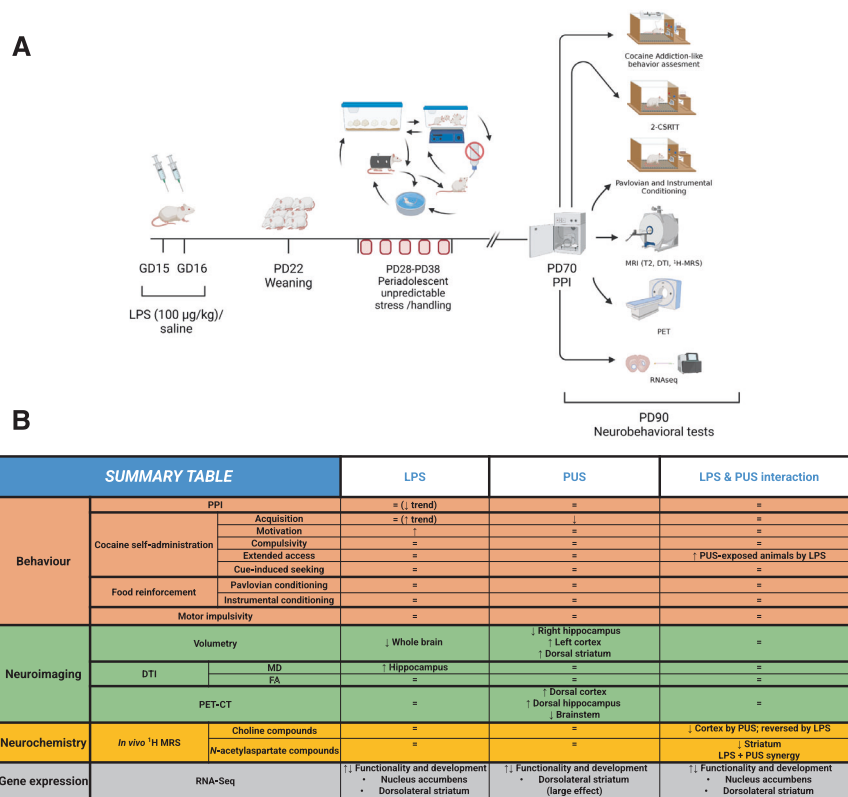 A
Cocaine Addiction-like
behavior assesment
2-CSRTT
Pavlovian and Instrumental
Conditioning
MRI (T2, DTI, ¹H-MRS)
PET
RNAseq
GD15 GD16
LPS (100 µg/kg)/
saline
PD22
Weaning
PD28-PD38
Periadolescent
unpredictable
stress /handling
PD70
PPI
PD90
Neurobehavioral tests
B
SUMMARY TABLE LPS PUS LPS & PUS interaction
Behaviour
PPI = (↓ trend) = =
Cocaine self-administration
Acquisition = (↑ trend) ↓ =
Motivation ↑ = =
Compulsivity = = =
Extended access = = ↑ PUS-exposed animals by LPS
Cue-induced seeking = = =
Food reinforcement
Pavlovian conditioning = = =
Instrumental conditioning = = =
Motor impulsivity = = =
Neuroimaging
Volumetry ↓ Whole brain
↓ Right hippocampus
↑ Left cortex
↑ Dorsal striatum
=
DTI
MD ↑ Hippocampus = =
FA = = =
PET-CT =
↑ Dorsal cortex
↑ Dorsal hippocampus
↓ Brainstem
=
Neurochemistry
In vivo ¹H MRS
Choline compounds = = ↓ Cortex by PUS; reversed by LPS
N-acetylaspartate compounds = =
↓ Striatum
LPS + PUS synergy
Gene expression
RNA-Seq
↑↓ Functionality and development
• Nucleus accumbens
• Dorsolateral striatum
↑↓ Functionality and development
• Dorsolateral striatum
(large effect)
↑↓ Functionality and development
• Nucleus accumbens
• Dorsolateral striatum